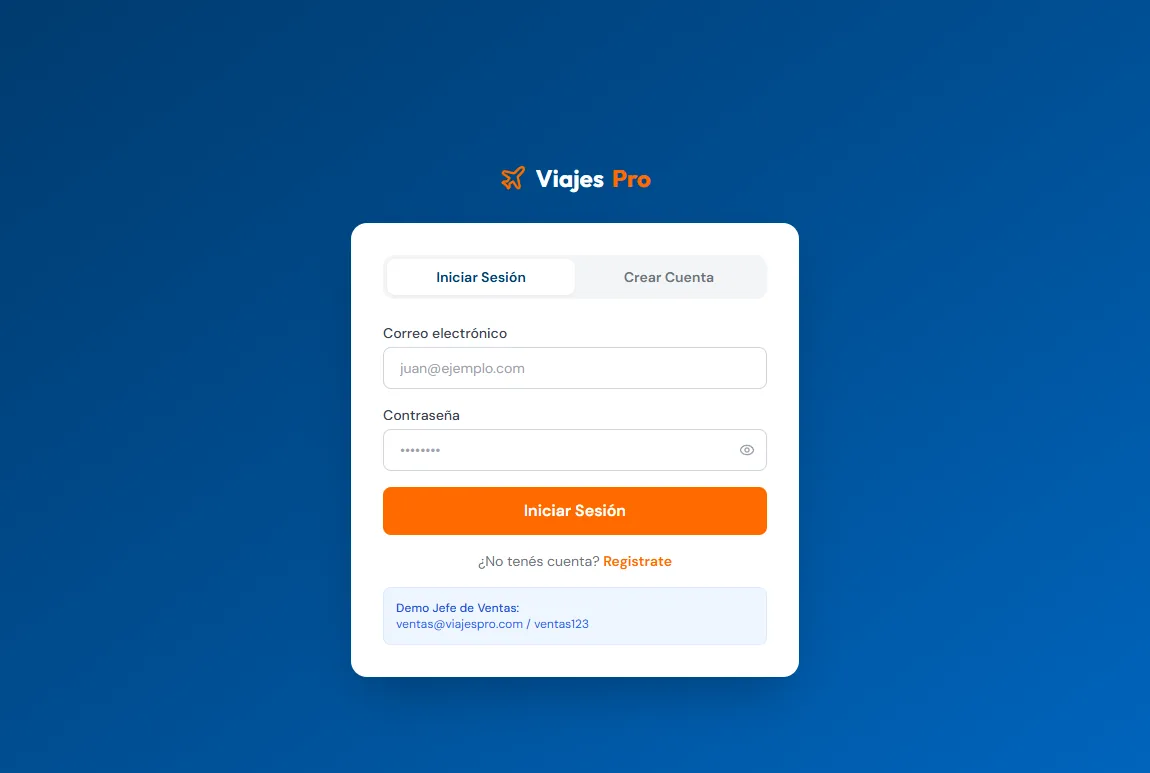 Viajes Pro
Iniciar Sesión
Crear Cuenta
Correo electrónico
juan@ejemplo.com
Contraseña
••••••••
Iniciar Sesión
¿No tenés cuenta? Registrate
Demo Jefe de Ventas:
ventas@viajespro.com / ventas123